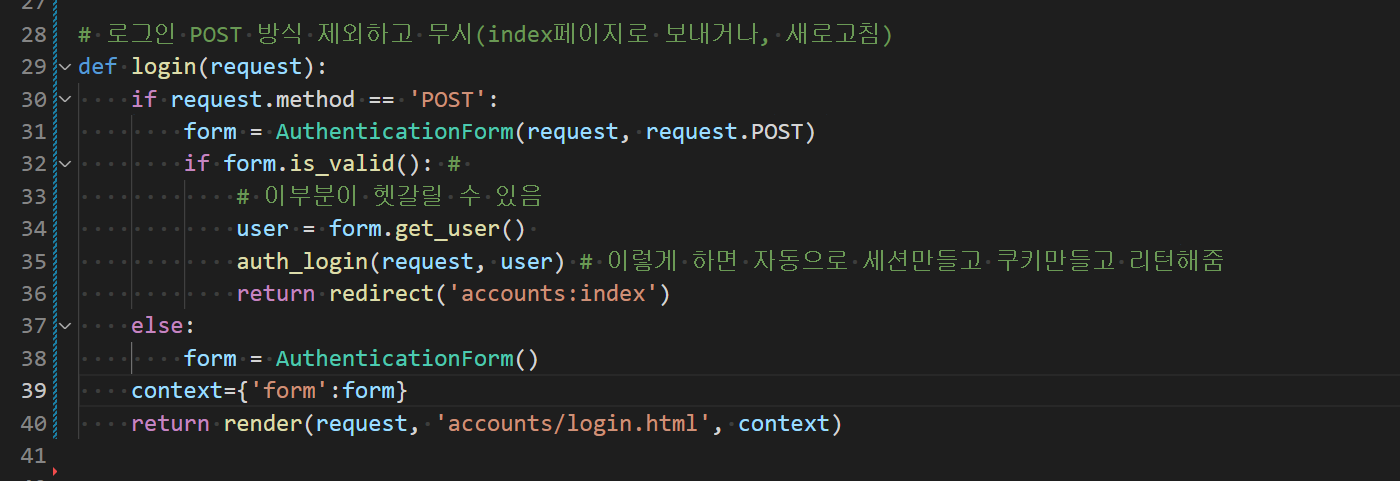 27
28 # 로그인 POST 방식 제외하고 무시(index페이지로 보내거나, 새로고침)
29 def login(request):
30     if request.method == 'POST':
31         form = AuthenticationForm(request, request.POST)
32         if form.is_valid(): #
33             # 이부분이 헷갈릴 수 있음
34             user = form.get_user()
35             auth_login(request, user) # 이렇게 하면 자동으로 세션만들고 쿠키만들고 리턴해줌
36             return redirect('accounts:index')
37     else:
38         form = AuthenticationForm()
39     context={'form':form}
40     return render(request, 'accounts/login.html', context)
41